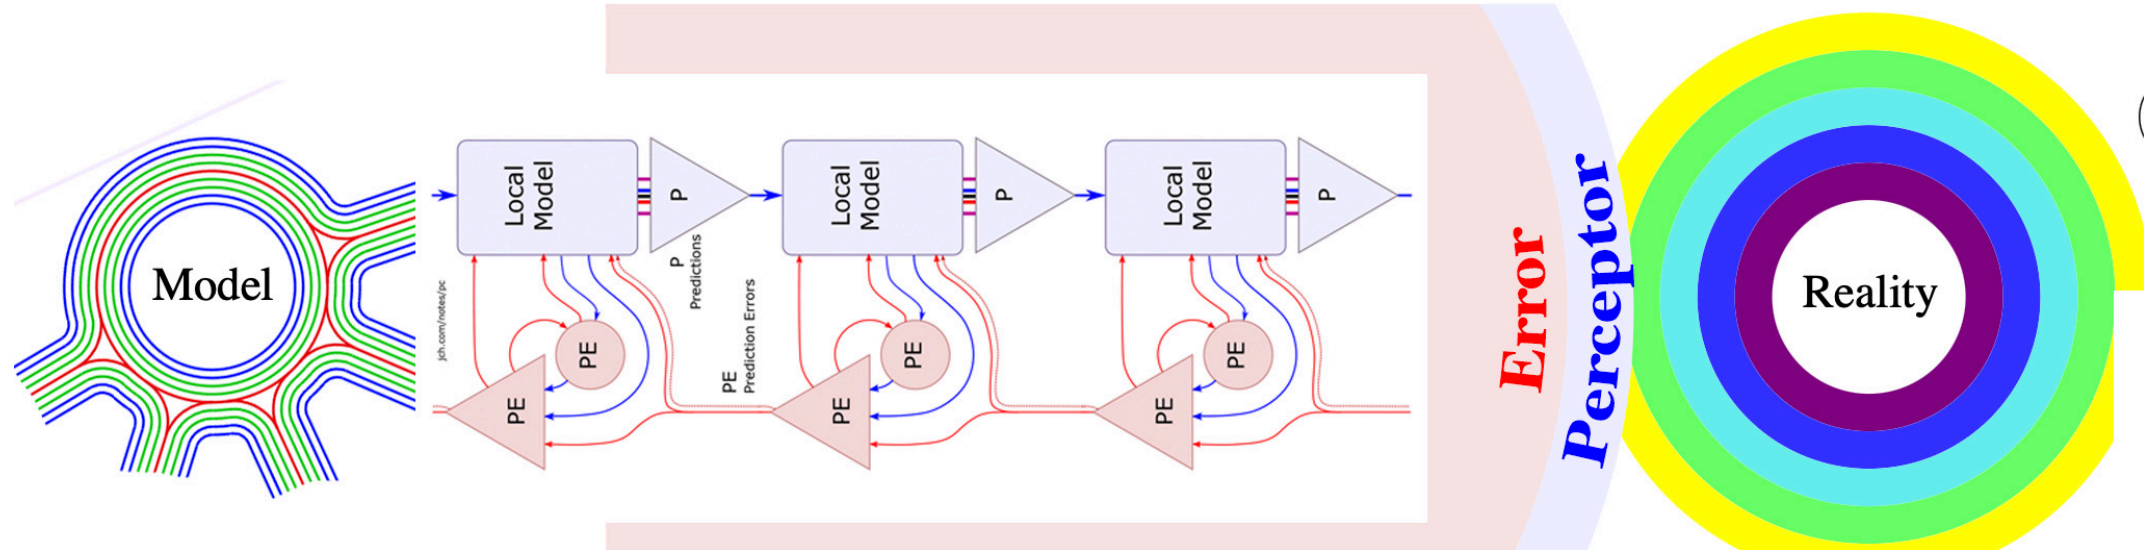 Model
jch.com/notes/pc
Local
Model
P
PE
PE
P
Predictions
PE
Prediction Errors
Local
Model
P
PE
PE
Local
Model
P
PE
PE
Error
Perceptor
Reality